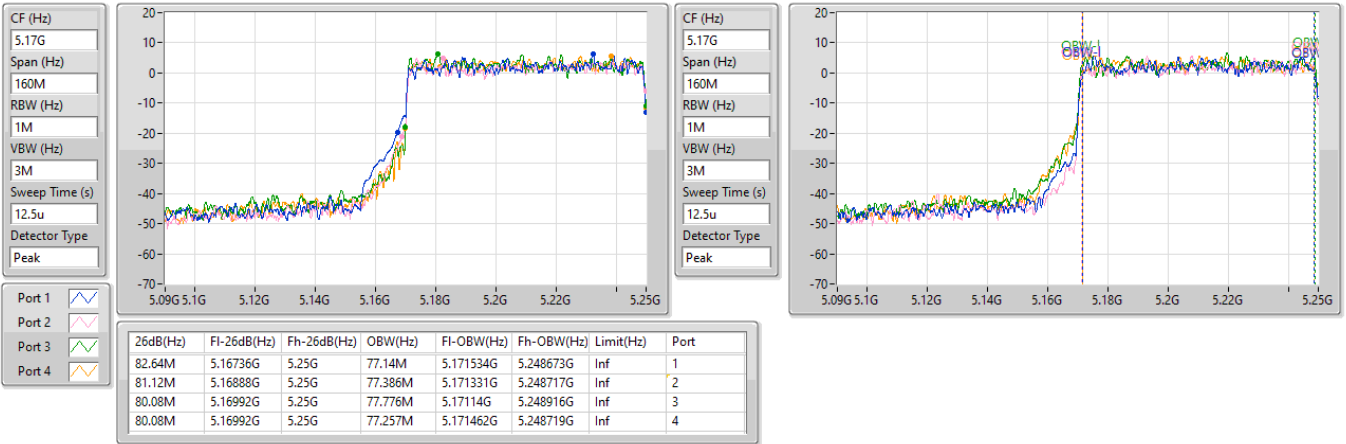 CF (Hz)
5.17G
Span (Hz)
160M
RBW (Hz)
1M
VBW (Hz)
3M
Sweep Time (s)
12.5u
Detector Type
Peak
20-
10-
0-
-10-
-20-
-30-
-40-
-50-
-60-
-70-
5.09G 5.1G 5.12G 5.14G 5.16G 5.18G 5.2G 5.22G 5.25G
CF (Hz)
5.17G
Span (Hz)
160M
RBW (Hz)
1M
VBW (Hz)
3M
Sweep Time (s)
12.5u
Detector Type
Peak
20-
10-
0-
-10-
-20-
-30-
-40-
-50-
-60-
-70-
OBW-l
OBW
5.09G 5.1G 5.12G 5.14G 5.16G 5.18G 5.2G 5.22G 5.25G
Port 1
Port 2
Port 3
Port 4
26dB(Hz) Fl-26dB(Hz) Fh-26dB(Hz) OBW(Hz) Fl-OBW(Hz) Fh-OBW(Hz) Limit(Hz) Port
82.64M 5.16736G 5.25G 77.14M 5.171534G 5.248673G Inf 1
81.12M 5.16888G 5.25G 77.386M 5.171331G 5.248717G Inf 2
80.08M 5.16992G 5.25G 77.776M 5.17114G 5.248916G Inf 3
80.08M 5.16992G 5.25G 77.257M 5.171462G 5.248719G Inf 4